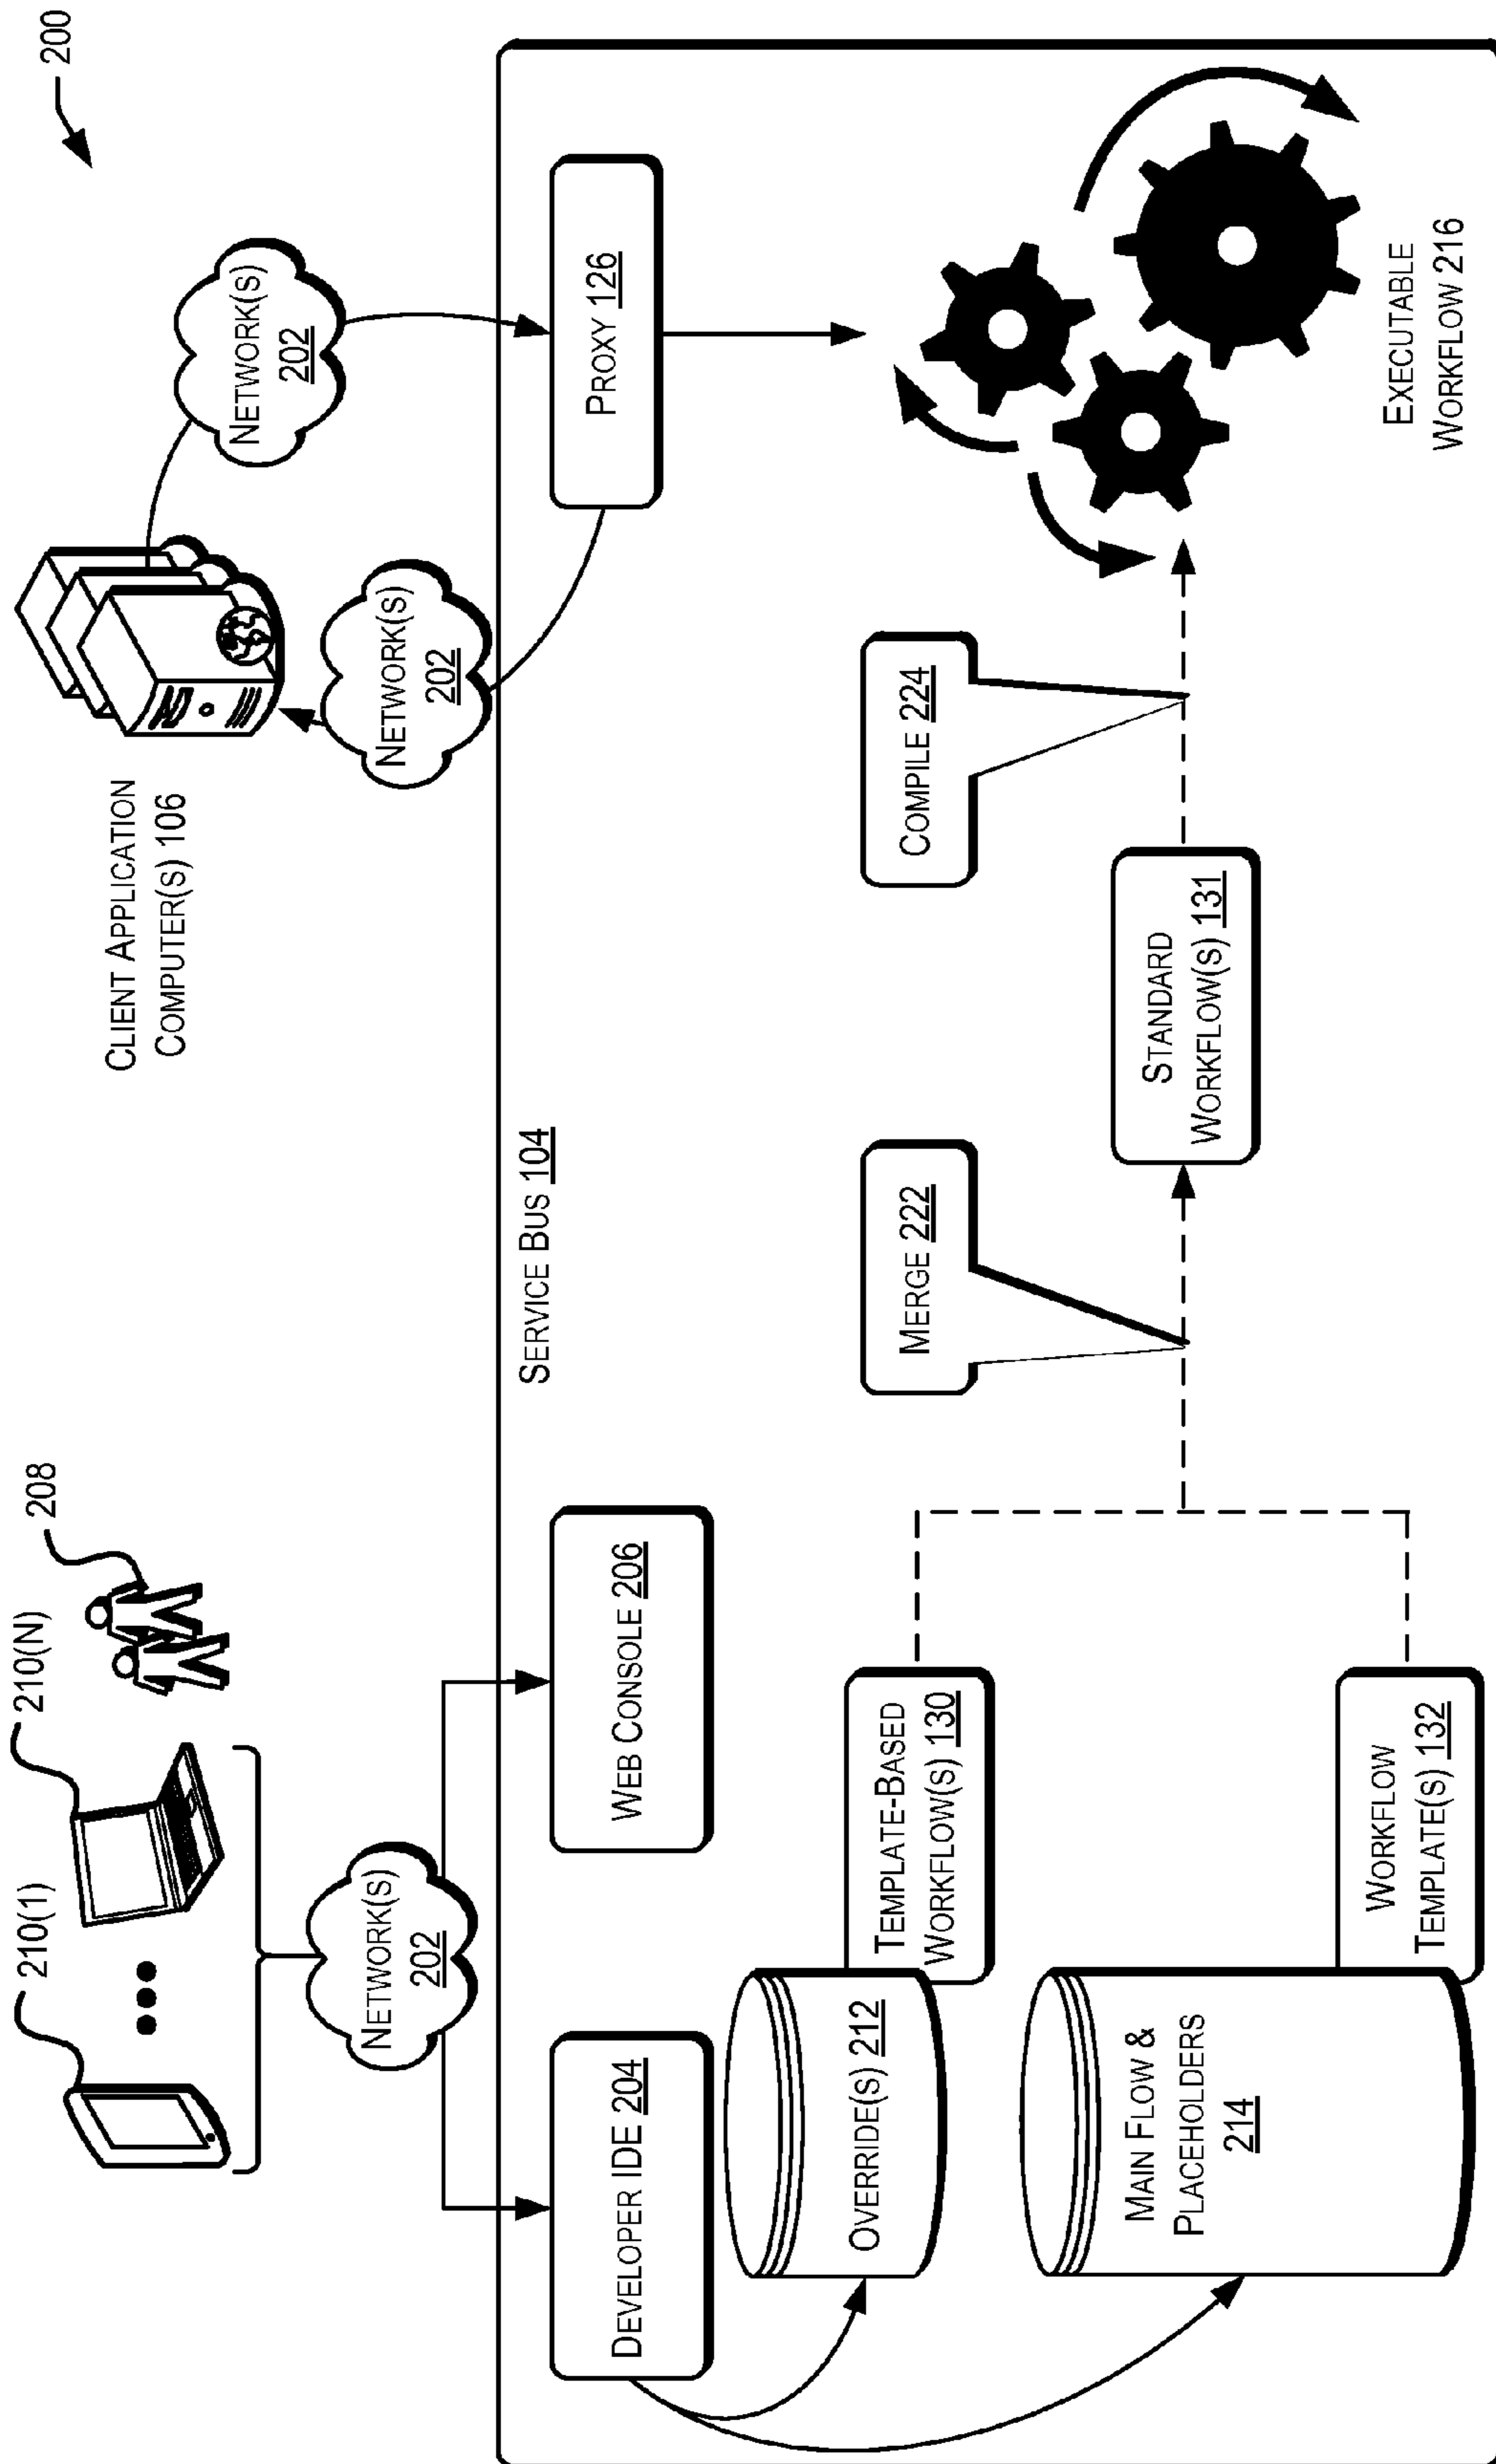 200
210(1)
210(N)
208
CLIENT APPLICATION
COMPUTER(S) 106
NETWORK(S)
202
NETWORK(S)
202
NETWORK(S)
202
SERVICE BUS 104
DEVELOPER IDE 204
WEB CONSOLE 206
PROXY 126
OVERRIDE(S) 212
TEMPLATE-BASED
WORKFLOW(S) 130
MERGE 222
COMPILE 224
MAIN FLOW &
PLACEHOLDERS
214
WORKFLOW
TEMPLATE(S) 132
STANDARD
WORKFLOW(S) 131
EXECUTABLE
WORKFLOW 216